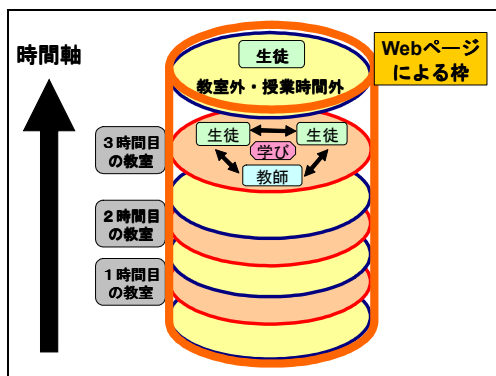 時間軸
生徒
教室外・授業時間外
Webページ
による枠
3時間目
の教室
生徒
生徒
学び
教師
2時間目
の教室
1時間目
の教室